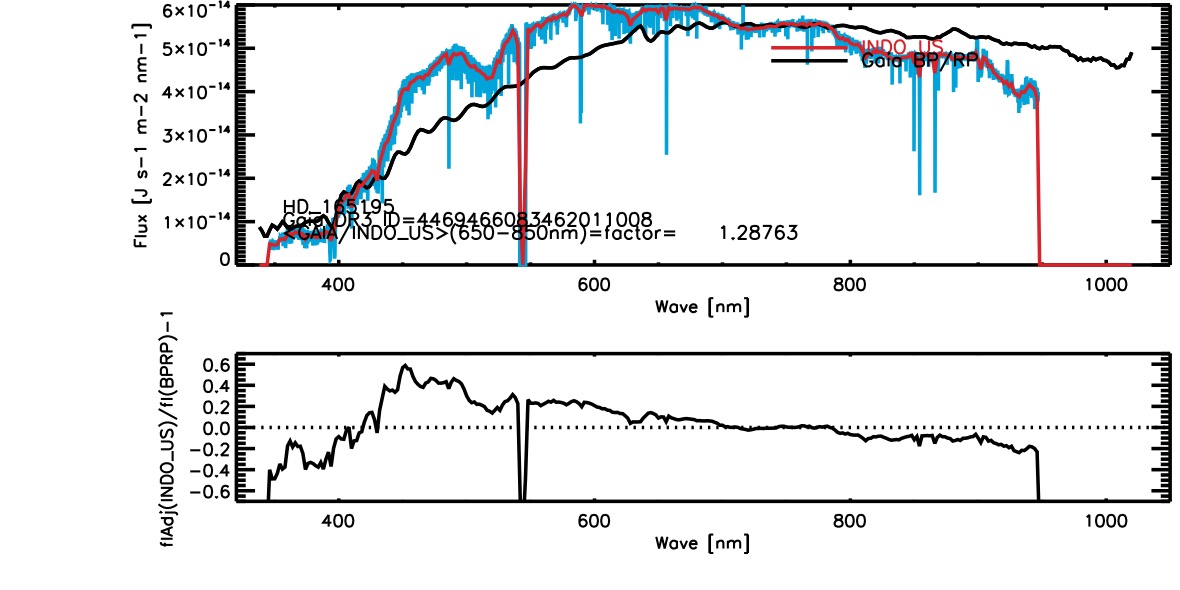 6×10⁻¹⁴
5×10⁻¹⁴
4×10⁻¹⁴
3×10⁻¹⁴
2×10⁻¹⁴
1×10⁻¹⁴
0
Flux [J s-1 m-2 nm-1]
INDO_US
Gaia BP/RP
HD_165195
Gaia DR3 ID=4469466083462011008
<GAIA/INDO_US>(650-850nm)=factor= 1.28763
400 600 800 1000
Wave [nm]
0.6
0.4
0.2
0.0
-0.2
-0.4
-0.6
flAdj(INDO_US)/fl(BPRP)-1
400 600 800 1000
Wave [nm]